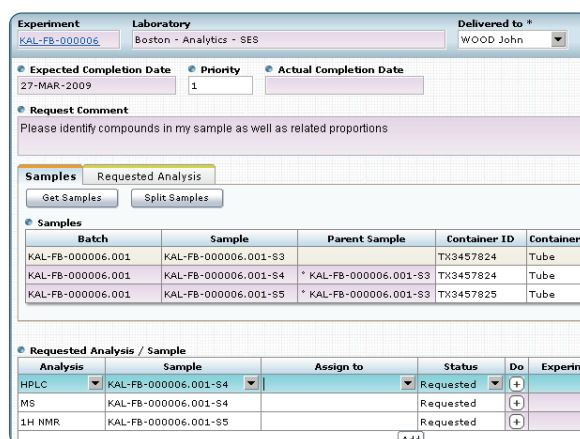 Experiment Laboratory Delivered to *
KAL-FB-000006 Boston - Analytics - SES WOOD John
Expected Completion Date Priority Actual Completion Date
27-MAR-2009 1
Request Comment
Please identify compounds in my sample as well as related proportions
Samples Requested Analysis
Get Samples Split Samples
Samples
Batch Sample Parent Sample Container ID Container
KAL-FB-000006.001 KAL-FB-000006.001-S3 TX3457824 Tube
KAL-FB-000006.001 KAL-FB-000006.001-S4 * KAL-FB-000006.001-S3 TX3457824 Tube
KAL-FB-000006.001 KAL-FB-000006.001-S5 * KAL-FB-000006.001-S3 TX3457825 Tube
Requested Analysis / Sample
Analysis Sample Assign to Status Do Experim
HPLC KAL-FB-000006.001-S4 Requested +
MS KAL-FB-000006.001-S4 Requested +
1H NMR KAL-FB-000006.001-S5 Requested +
Add